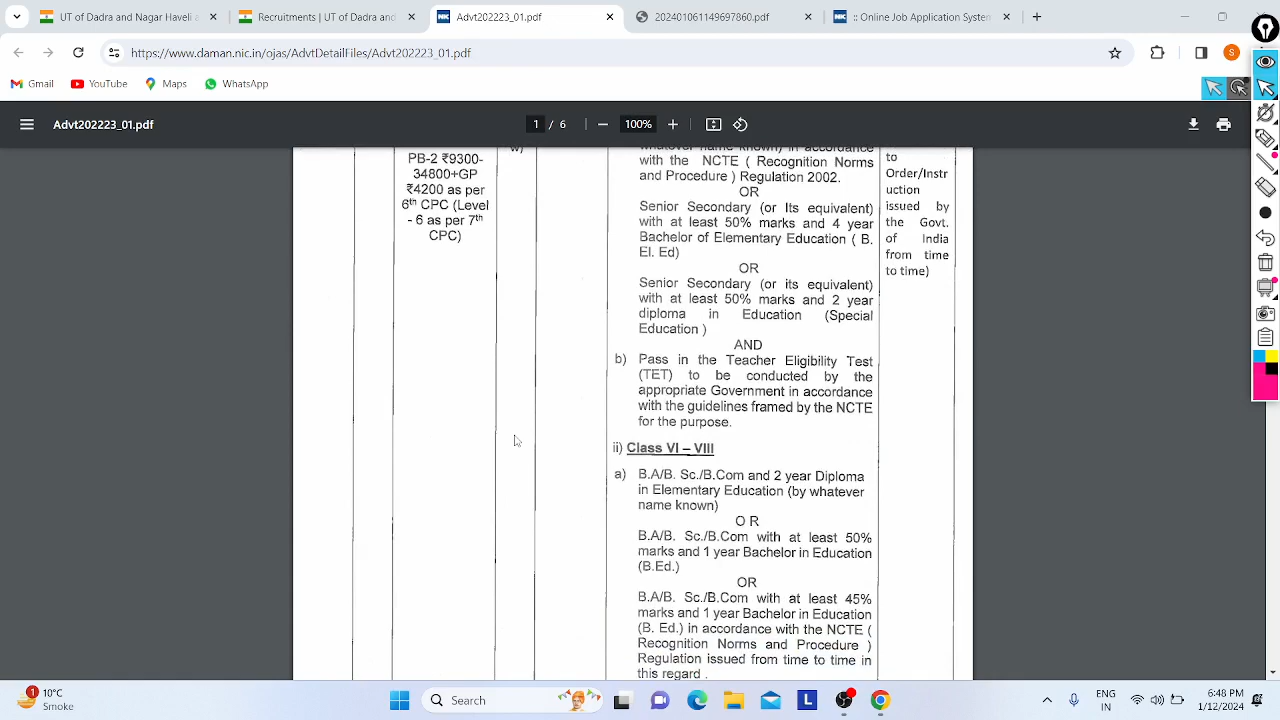 UT of Dadra and Nagar Haveli a
Recruitments | UT of Dadra and
Advt202223_01.pdf
:: Online Job Application System
https://www.daman.nic.in/ojas/AdvtDetailFiles/Advt202223_01.pdf
S
Gmail
YouTube
Maps
WhatsApp
Advt202223_01.pdf
1 / 6
100%
PB-2 ₹9300-
34800+GP
₹4200 as per
6th CPC (Level
- 6 as per 7th
CPC)
w)
whatever name known) in accordance
with the NCTE ( Recognition Norms
and Procedure ) Regulation 2002.
OR
Senior Secondary (or Its equivalent)
with at least 50% marks and 4 year
Bachelor of Elementary Education ( B.
El. Ed)
OR
Senior Secondary (or its equivalent)
with at least 50% marks and 2 year
diploma in Education (Special
Education )
AND
b) Pass in the Teacher Eligibility Test
(TET) to be conducted by the
appropriate Government in accordance
with the guidelines framed by the NCTE
for the purpose.
ii) Class VI – VIII
a) B.A/B. Sc./B.Com and 2 year Diploma
in Elementary Education (by whatever
name known)
O R
B.A/B. Sc./B.Com with at least 50%
marks and 1 year Bachelor in Education
(B.Ed.)
OR
B.A/B. Sc./B.Com with at least 45%
marks and 1 year Bachelor in Education
(B. Ed.) in accordance with the NCTE (
Recognition Norms and Procedure )
Regulation issued from time to time in
this regard .
to
Order/Instr
uction
issued by
the Govt.
of India
from time
to time)
1
10°C
Smoke
Search
L
ENG
IN
6:48 PM
1/12/2024